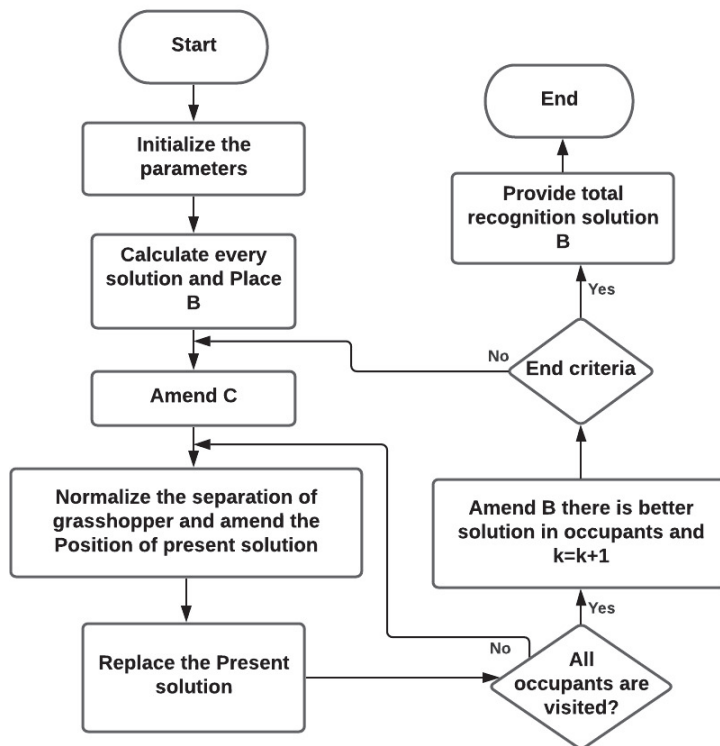 Start
Initialize the
parameters
Calculate every
solution and Place
B
Amend C
Normalize the separation of
grasshopper and amend the
Position of present solution
Replace the Present
solution
All
occupants are
visited?
No
Yes
Amend B there is better
solution in occupants and
k=k+1
End criteria
No
Yes
Provide total
recognition solution
B
End